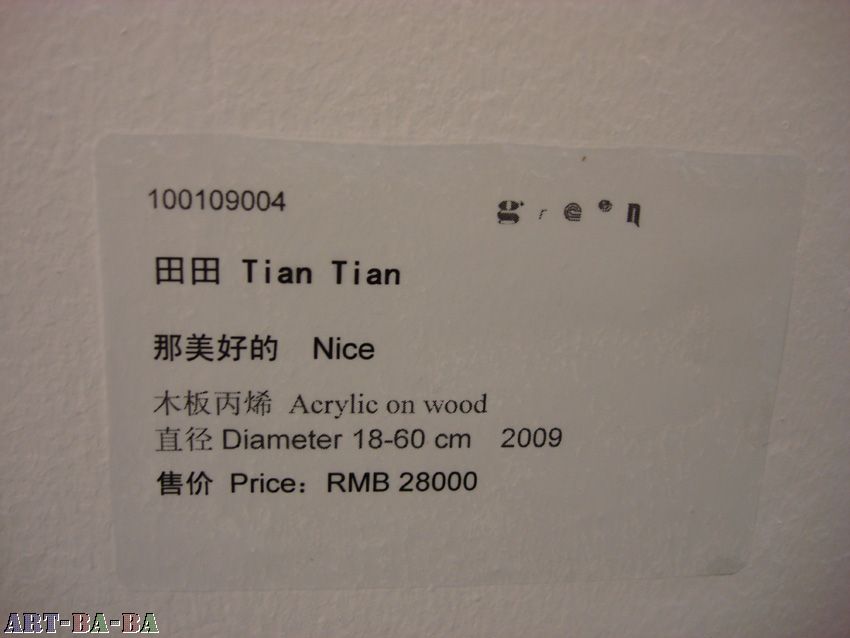 100109004
green
田田 Tian Tian
那美好的 Nice
木板丙烯 Acrylic on wood
直径 Diameter 18-60 cm 2009
售价 Price：RMB 28000
ART-BA-BA